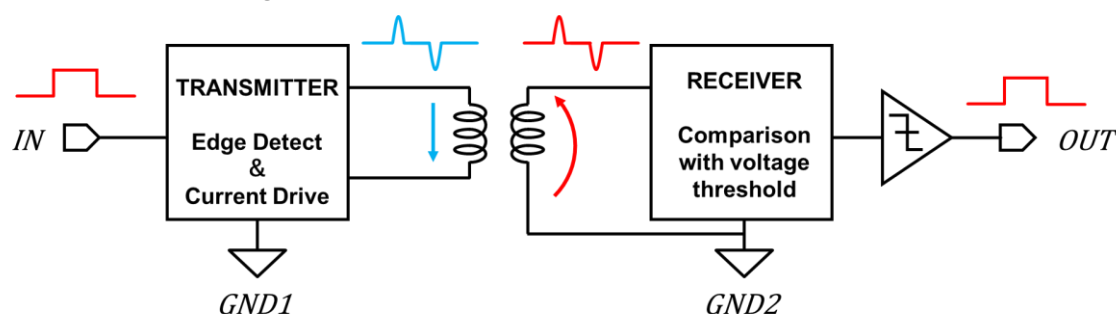 TRANSMITTER
Edge Detect
&
Current Drive
RECEIVER
Comparison
with voltage
threshold
IN
OUT
GND1
GND2